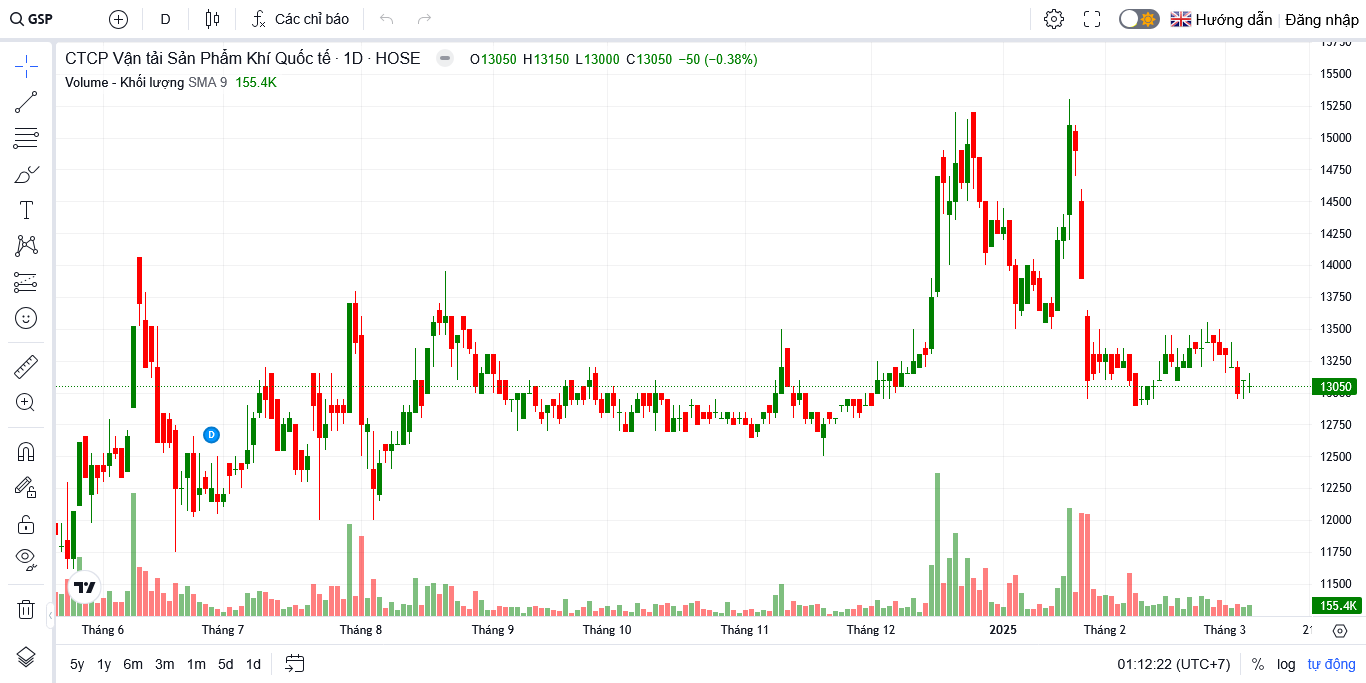 GSP
D
Các chỉ báo
Hướng dẫn
Đăng nhập
CTCP Vận tải Sản Phẩm Khí Quốc tế · 1D · HOSE
O13050 H13150 L13000 C13050 −50 (−0.38%)
Volume - Khối lượng SMA 9 155.4K
D
15750
15500
15250
15000
14750
14500
14250
14000
13750
13500
13250
13050
13000
12750
12500
12250
12000
11750
11500
155.4K
Tháng 6
Tháng 7
Tháng 8
Tháng 9
Tháng 10
Tháng 11
Tháng 12
2025
Tháng 2
Tháng 3
5y 1y 6m 3m 1m 5d 1d
01:12:22 (UTC+7)
% log tự động